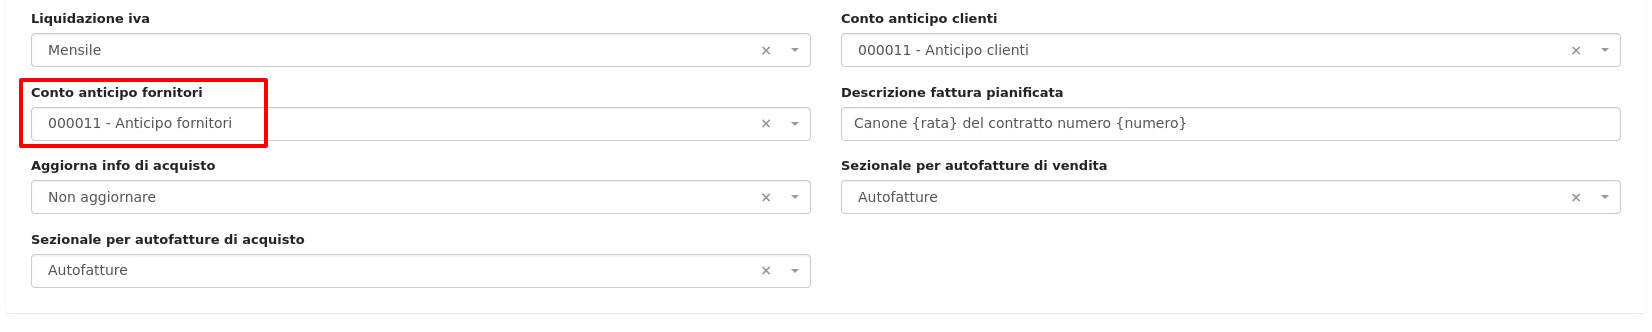 Liquidazione iva
Mensile
Conto anticipo clienti
000011 - Anticipo clienti
Conto anticipo fornitori
000011 - Anticipo fornitori
Descrizione fattura pianificata
Canone {rata} del contratto numero {numero}
Aggiorna info di acquisto
Non aggiornare
Sezionale per autofatture di vendita
Autofatture
Sezionale per autofatture di acquisto
Autofatture